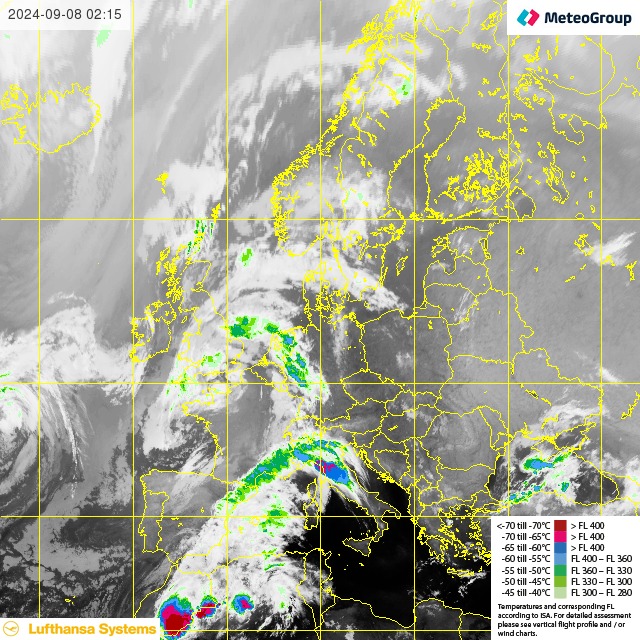 2024-09-08 02:15
MeteoGroup
<-70 till -70°C > FL 400
-70 till -65°C > FL 400
-65 till -60°C > FL 400
-60 till -55°C FL 400 - FL 360
-55 till -50°C FL 360 - FL 330
-50 till -45°C FL 330 - FL 300
-45 till -40°C FL 300 - FL 280
Temperatures and corresponding FL
according to ISA. For detailed assessment
please see vertical flight profile and / or
wind charts.
Lufthansa Systems